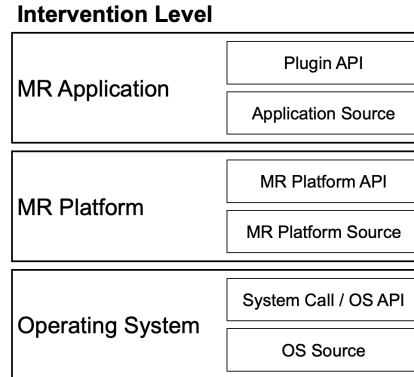 Intervention Level
MR Application
Plugin API
Application Source
MR Platform
MR Platform API
MR Platform Source
Operating System
System Call / OS API
OS Source